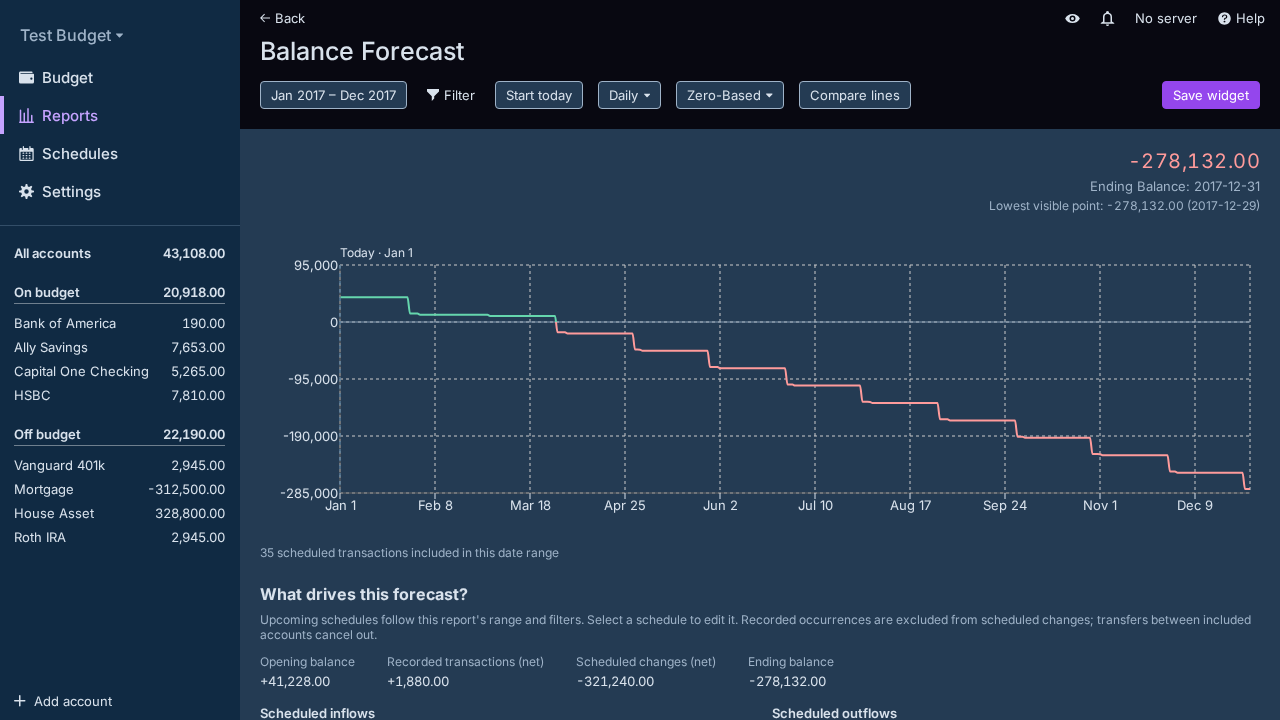 Test Budget
Budget
Reports
Schedules
Settings
All accounts 43,108.00
On budget 20,918.00
Bank of America 190.00
Ally Savings 7,653.00
Capital One Checking 5,265.00
HSBC 7,810.00
Off budget 22,190.00
Vanguard 401k 2,945.00
Mortgage -312,500.00
House Asset 328,800.00
Roth IRA 2,945.00
Add account
Back
No server
Help
Balance Forecast
Jan 2017 – Dec 2017
Filter
Start today
Daily
Zero-Based
Compare lines
Save widget
-278,132.00
Ending Balance: 2017-12-31
Lowest visible point: -278,132.00 (2017-12-29)
Today · Jan 1
95,000
0
-95,000
-190,000
-285,000
Jan 1 Feb 8 Mar 18 Apr 25 Jun 2 Jul 10 Aug 17 Sep 24 Nov 1 Dec 9
35 scheduled transactions included in this date range
What drives this forecast?
Upcoming schedules follow this report's range and filters. Select a schedule to edit it. Recorded occurrences are excluded from scheduled changes; transfers between included
accounts cancel out.
Opening balance Recorded transactions (net) Scheduled changes (net) Ending balance
+41,228.00 +1,880.00 -321,240.00 -278,132.00
Scheduled inflows Scheduled outflows